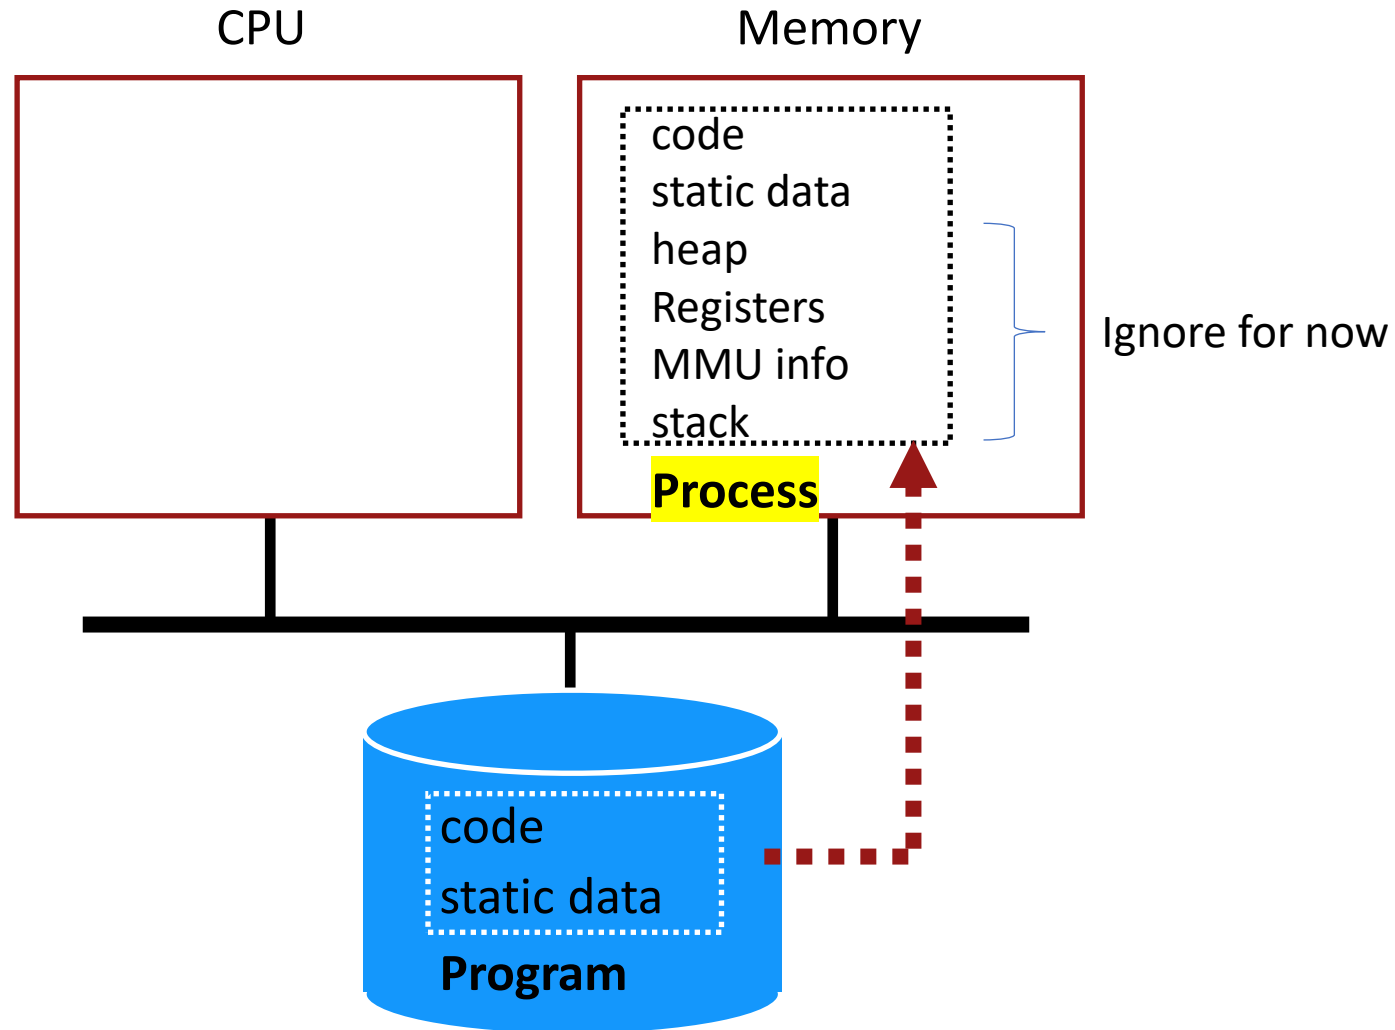 CPU
Memory
code
static data
heap
Registers
MMU info
stack
Process
Ignore for now
code
static data
Program